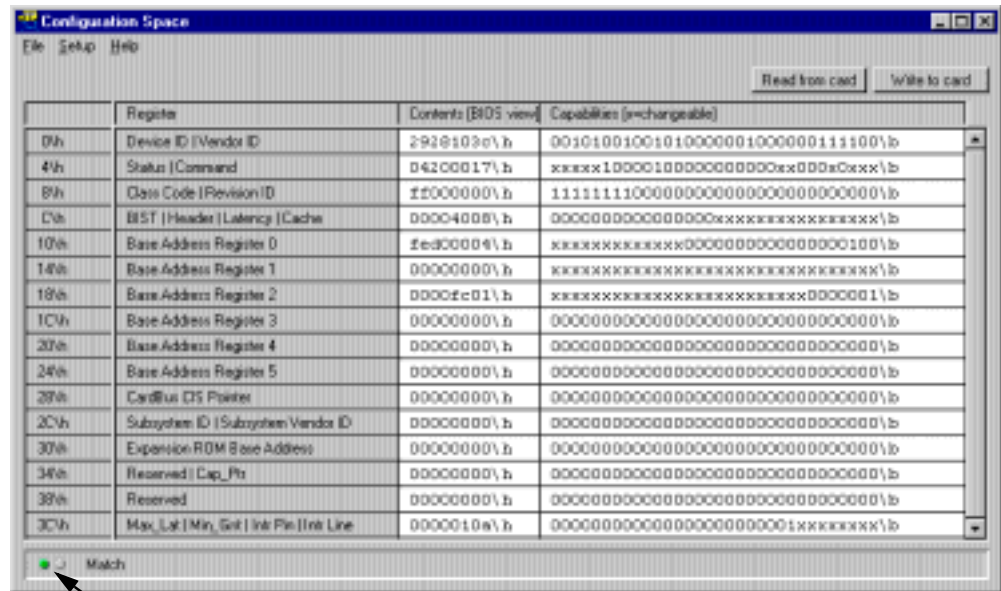 Configuration Space
File Setup Help
Read from card Write to card
Register Contents (BIOS view) Capabilities (x=changeable)
0\h Device ID | Vendor ID 2928103c\h 00101001001010000001000000111100\b
4\h Status | Command 04200017\h xxxxx10000100000000000xx000x0xxx\b
8\h Class Code | Revision ID ff000000\h 11111111000000000000000000000000\b
C\h BIST | Header | Latency | Cache 00004008\h 0000000000000000xxxxxxxxxxxxxxxx\b
10\h Base Address Register 0 fed00004\h xxxxxxxxxxxx00000000000000000100\b
14\h Base Address Register 1 00000000\h xxxxxxxxxxxxxxxxxxxxxxxxxxxxxxxx\b
18\h Base Address Register 2 0000fc01\h xxxxxxxxxxxxxxxxxxxxxxxxx0000001\b
1C\h Base Address Register 3 00000000\h 00000000000000000000000000000000\b
20\h Base Address Register 4 00000000\h 00000000000000000000000000000000\b
24\h Base Address Register 5 00000000\h 00000000000000000000000000000000\b
28\h CardBus CIS Pointer 00000000\h 00000000000000000000000000000000\b
2C\h Subsystem ID | Subsystem Vendor ID 00000000\h 00000000000000000000000000000000\b
30\h Expansion ROM Base Address 00000000\h 00000000000000000000000000000000\b
34\h Reserved | Cap_Ptr 00000000\h 00000000000000000000000000000000\b
38\h Reserved 00000000\h 00000000000000000000000000000000\b
3C\h Max_Lat | Min_Gnt | Intr Pin | Intr Line 0000010a\h 000000000000000000000001xxxxxxxx\b
Match